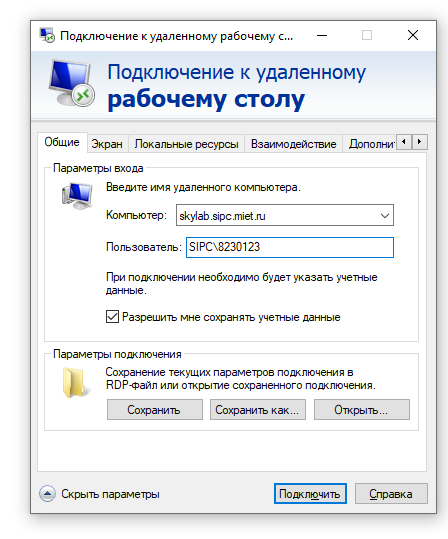 Подключение к удаленному рабочему с...
Подключение к удаленному
рабочему столу
Общие Экран Локальные ресурсы Взаимодействие Дополнит
Параметры входа
Введите имя удаленного компьютера.
Компьютер: skylab.sipc.miet.ru
Пользователь: SIPC\8230123
При подключении необходимо будет указать учетные
данные.
Разрешить мне сохранять учетные данные
Параметры подключения
Сохранение текущих параметров подключения в
RDP-файл или открытие сохраненного подключения.
Сохранить Сохранить как... Открыть...
Скрыть параметры Подключить Справка